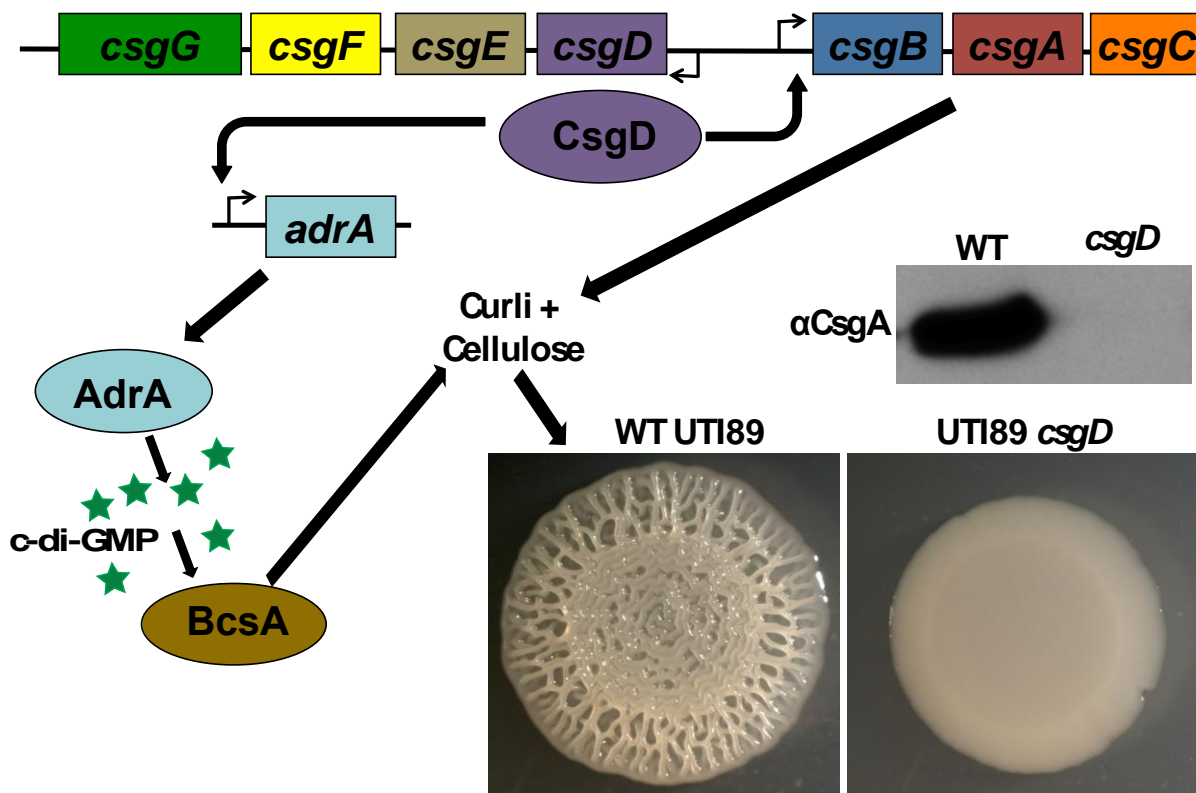 csgG csgF csgE csgD csgB csgA csgC
CsgD
adrA
WT csgD
αCsgA
Curli +
Cellulose
AdrA
c-di-GMP
BcsA
WT UTI89 UTI89 csgD